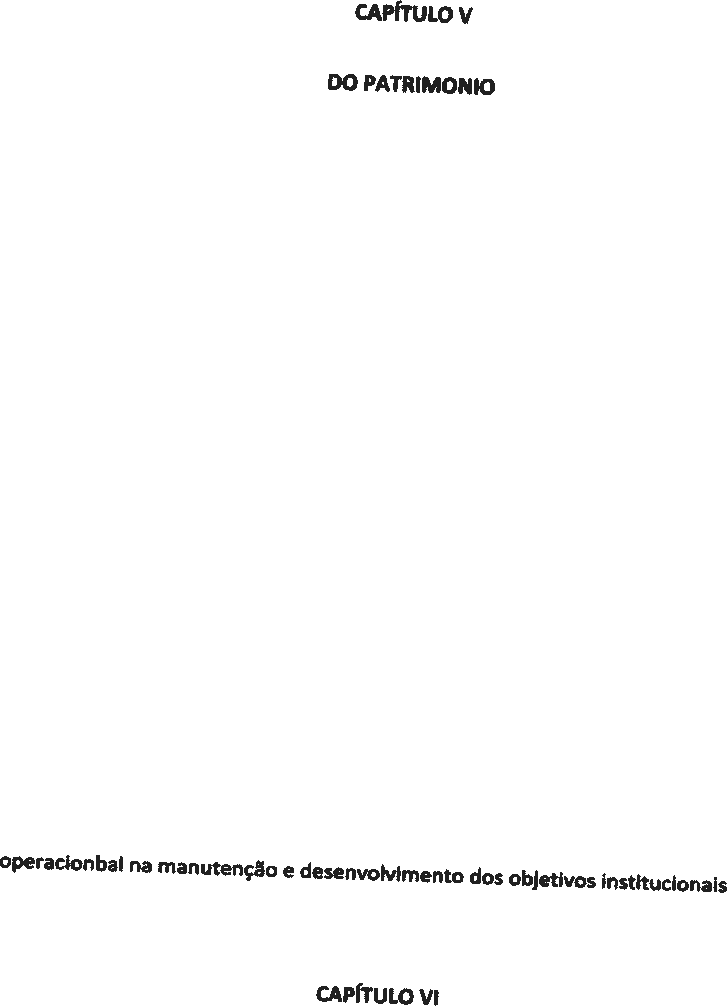 CAPÍTULO V
DO PATRIMONIO
operacionbal na manutenção e desenvolvimento dos objetivos institucionais
CAPÍTULO VI